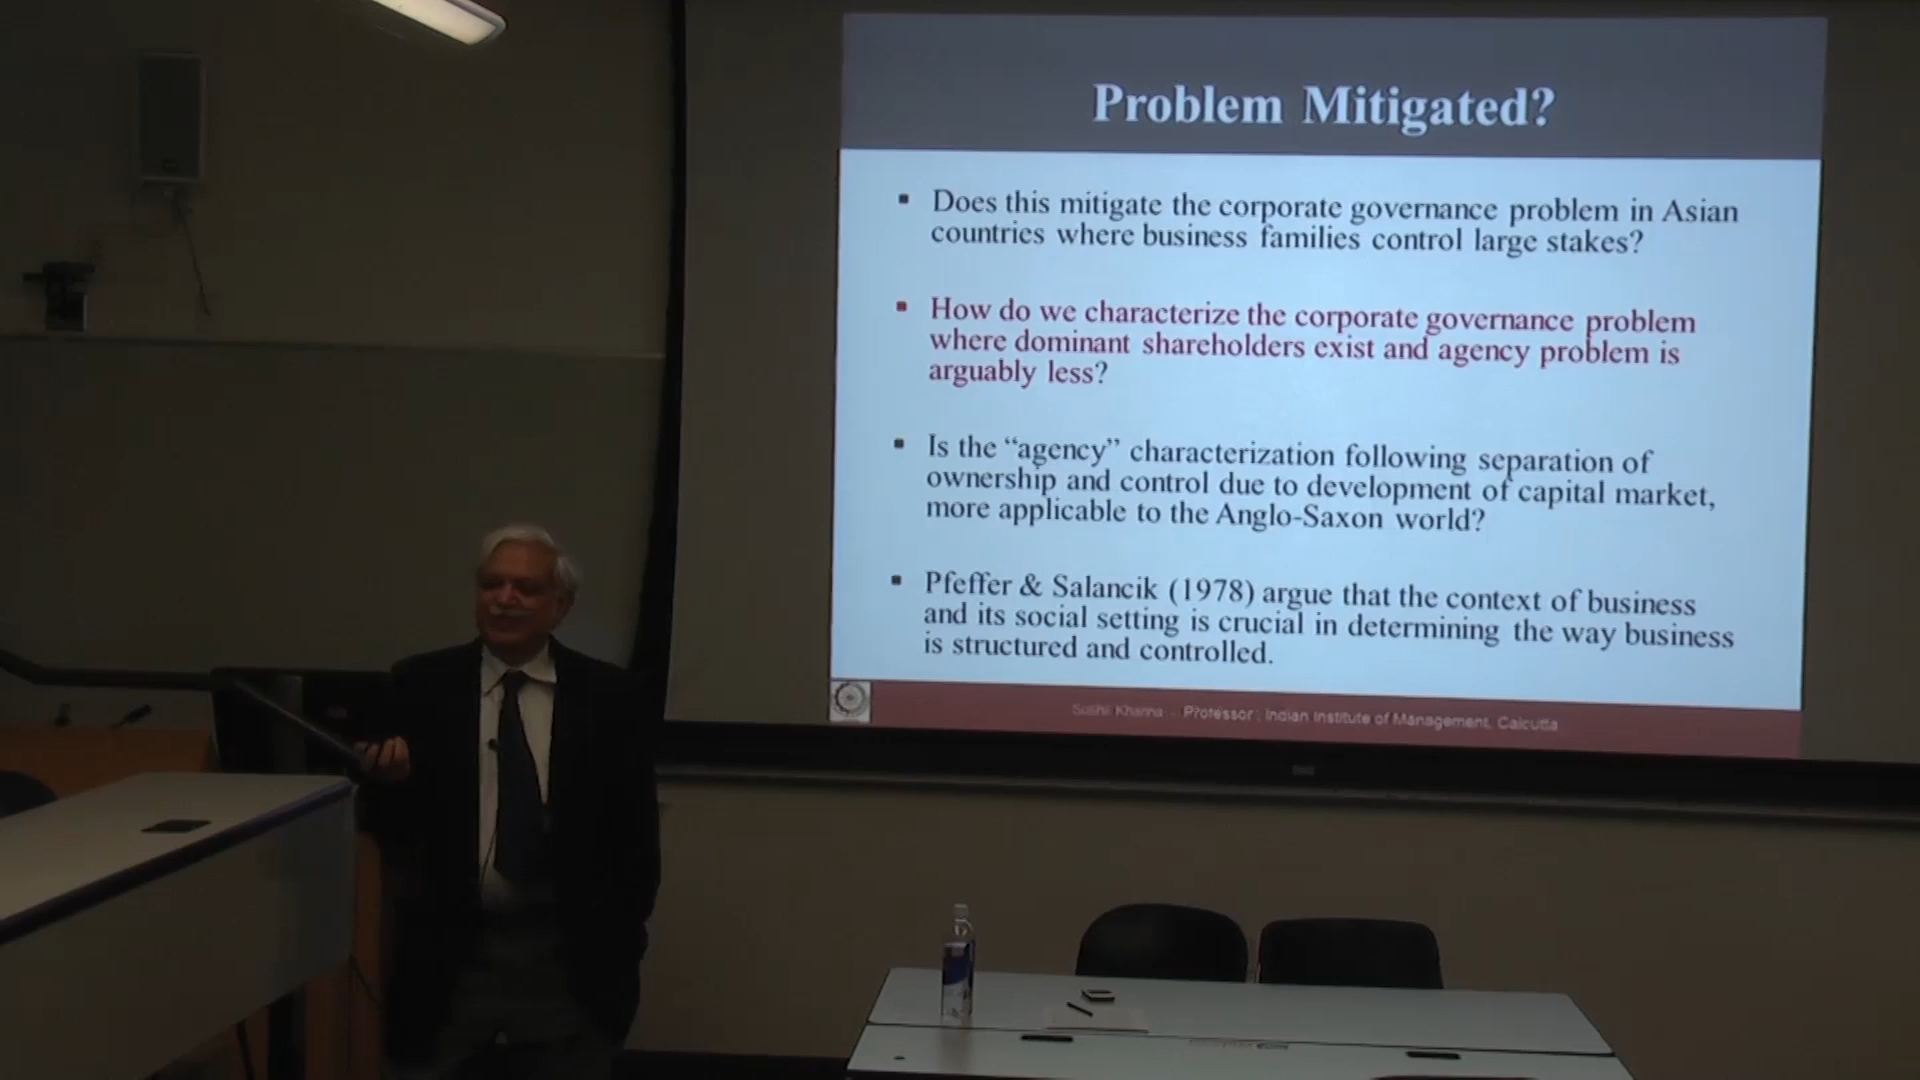 Problem Mitigated?
Does this mitigate the corporate governance problem in Asian
countries where business families control large stakes?
How do we characterize the corporate governance problem
where dominant shareholders exist and agency problem is
arguably less?
Is the “agency” characterization following separation of
ownership and control due to development of capital market,
more applicable to the Anglo-Saxon world?
Pfeffer & Salancik (1978) argue that the context of business
and its social setting is crucial in determining the way business
is structured and controlled.
Sushil Khanna - Professor : Indian Institute of Management, Calcutta